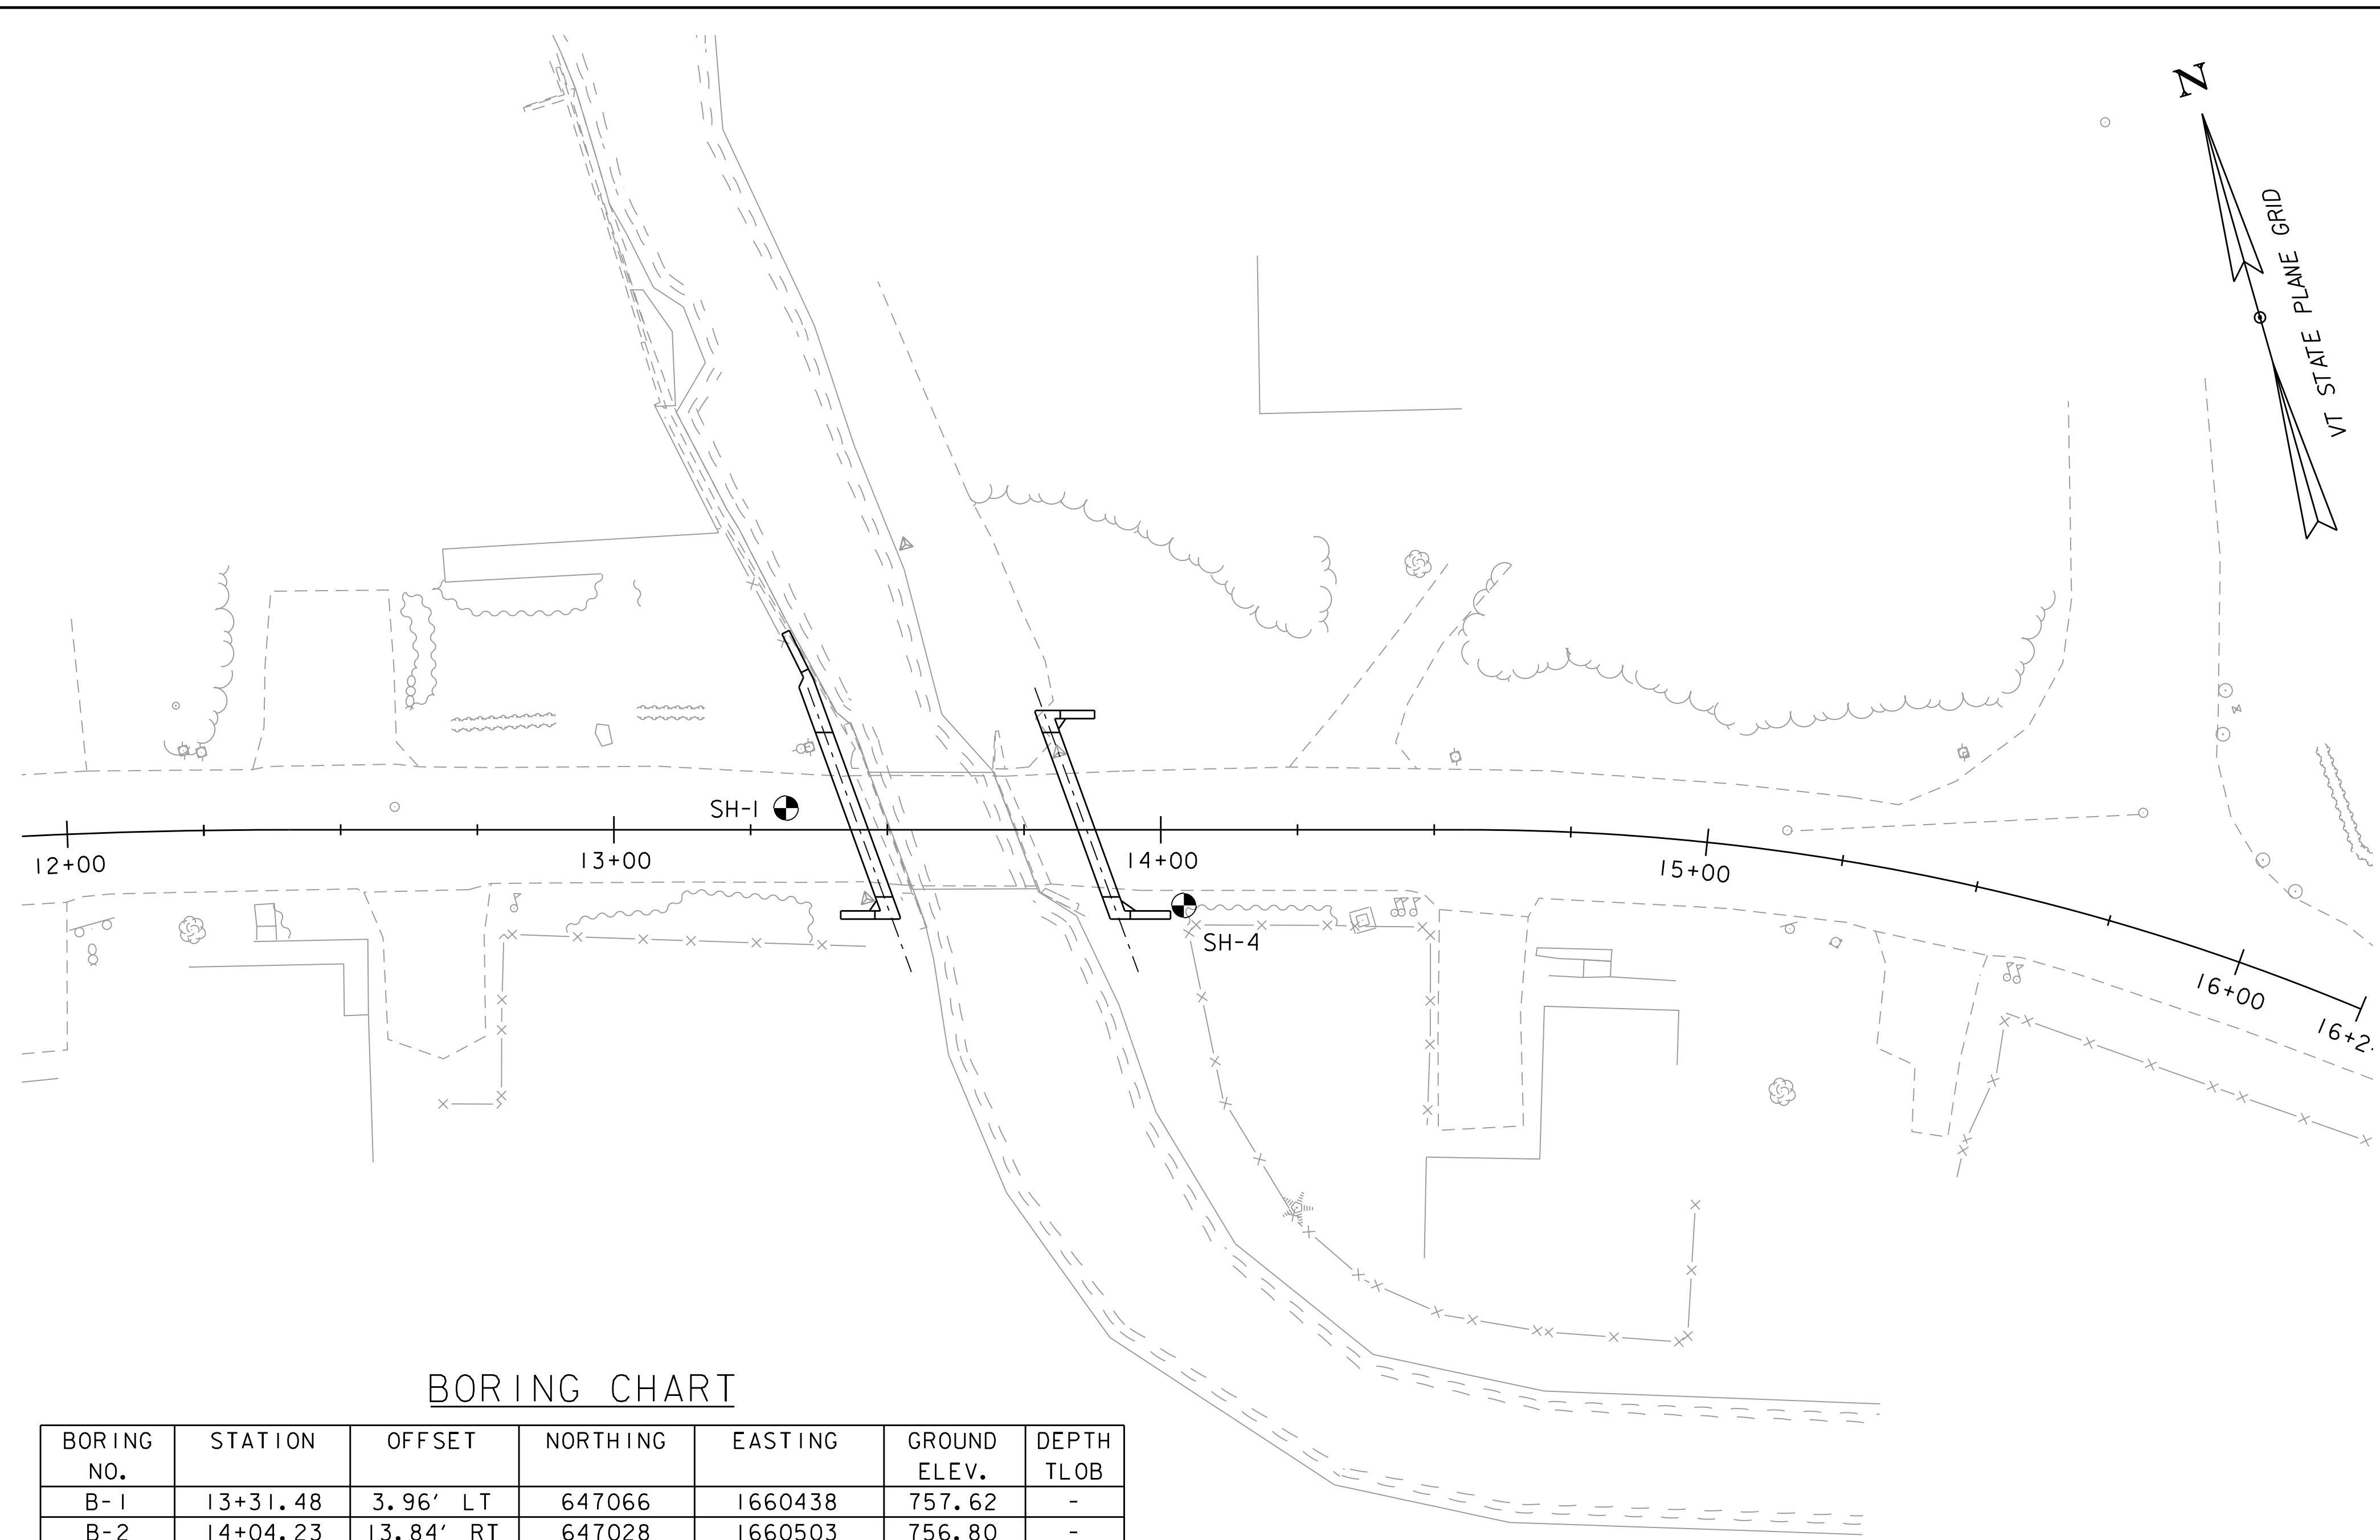 N
VT STATE PLANE GRID
SH-1
12+00
13+00
14+00
15+00
16+00
16+2
SH-4
BORING CHART
BORING NO. STATION OFFSET NORTHING EASTING GROUND ELEV. DEPTH TLOB
B-1 13+31.48 3.96' LT 647066 1660438 757.62 -
B-2 14+04.23 13.84' RT 647028 1660503 756.80 -